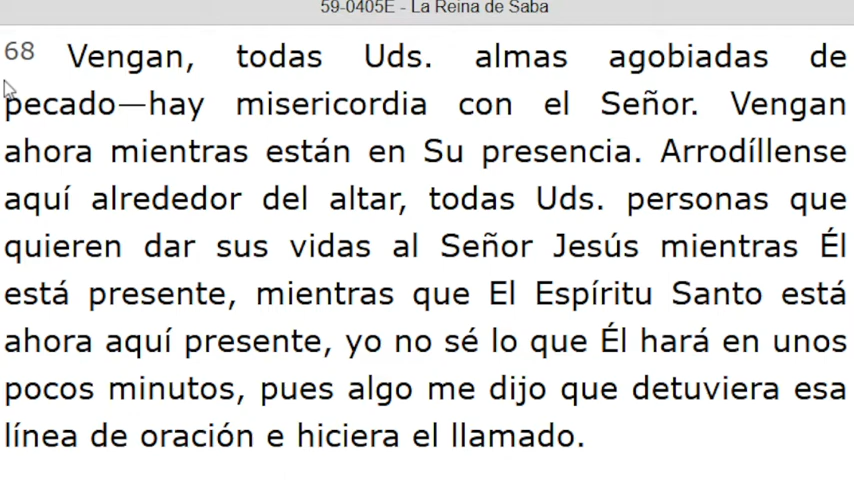 59-0405E - La Reina de Saba
68 Vengan, todas Uds. almas agobiadas de
pecado—hay misericordia con el Señor. Vengan
ahora mientras están en Su presencia. Arrodíllense
aquí alrededor del altar, todas Uds. personas que
quieren dar sus vidas al Señor Jesús mientras Él
está presente, mientras que El Espíritu Santo está
ahora aquí presente, yo no sé lo que Él hará en unos
pocos minutos, pues algo me dijo que detuviera esa
línea de oración e hiciera el llamado.